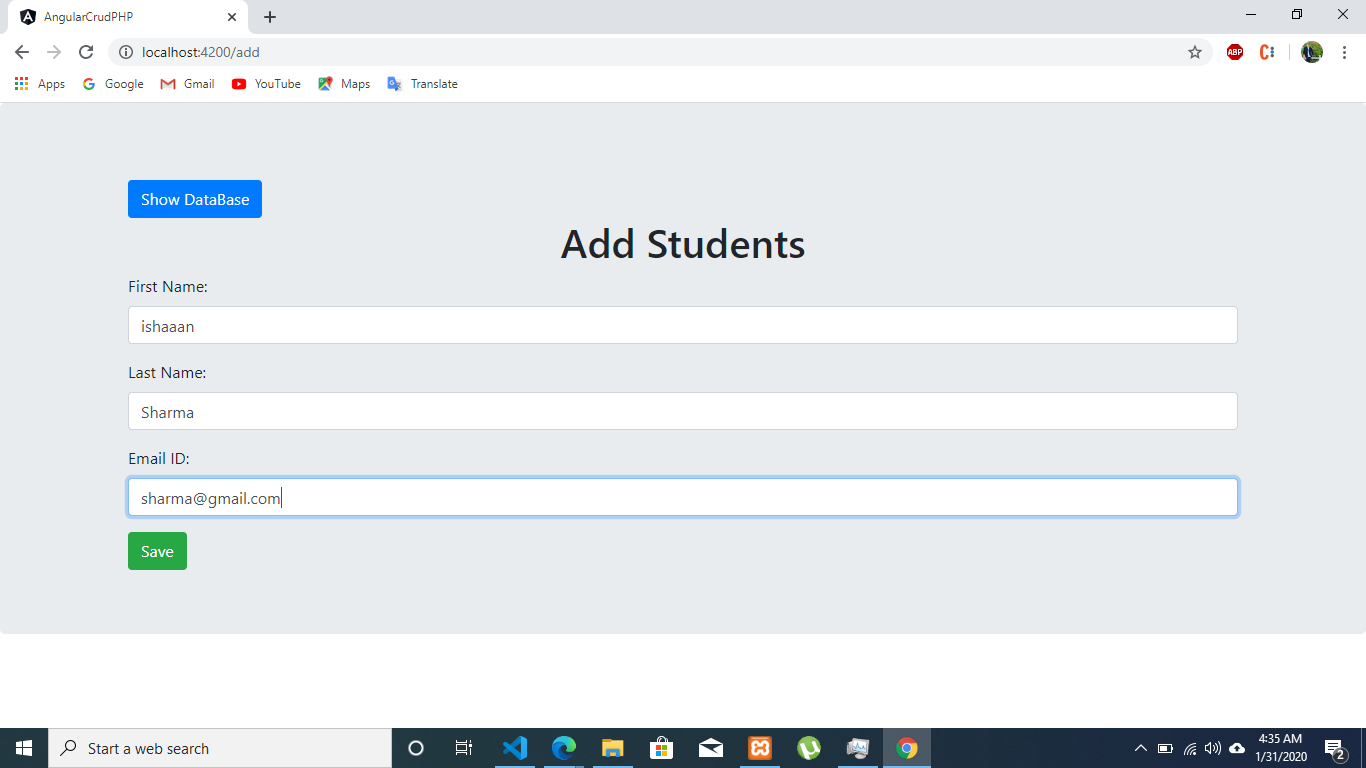 AngularCrudPHP
localhost:4200/add
ABP
Apps Google Gmail YouTube Maps Translate
Show DataBase
Add Students
First Name:
ishaaan
Last Name:
Sharma
Email ID:
sharma@gmail.com
Save
Start a web search
4:35 AM
1/31/2020
2